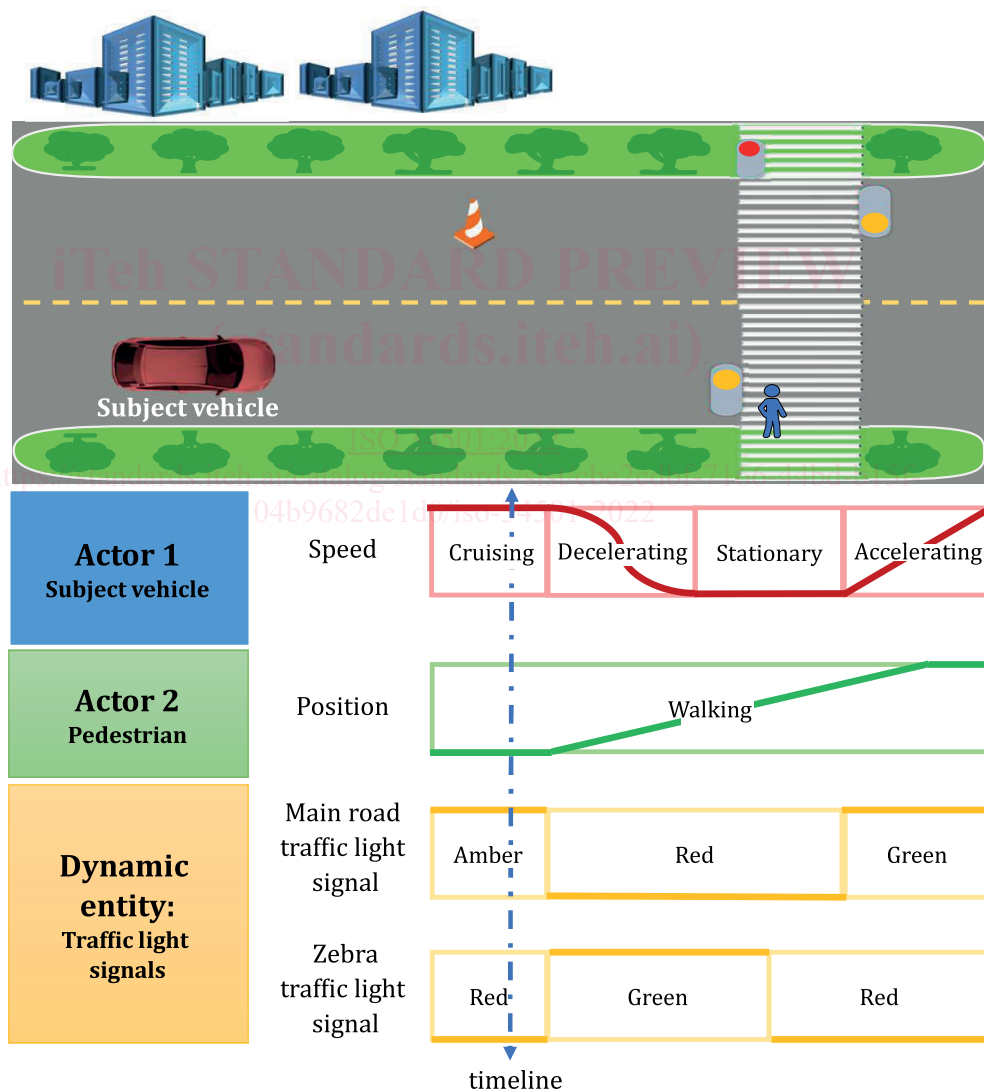 iTeh STANDARD PREVIEW
(standards.iteh.ai)
Subject vehicle
04b9682de1d0/iso-34501-2022
Actor 1
Subject vehicle
Speed
Cruising
Decelerating
Stationary
Accelerating
Actor 2
Pedestrian
Position
Walking
Dynamic
entity:
Traffic light
signals
Main road
traffic light
signal
Amber
Red
Green
Zebra
traffic light
signal
Red
Green
Red
timeline